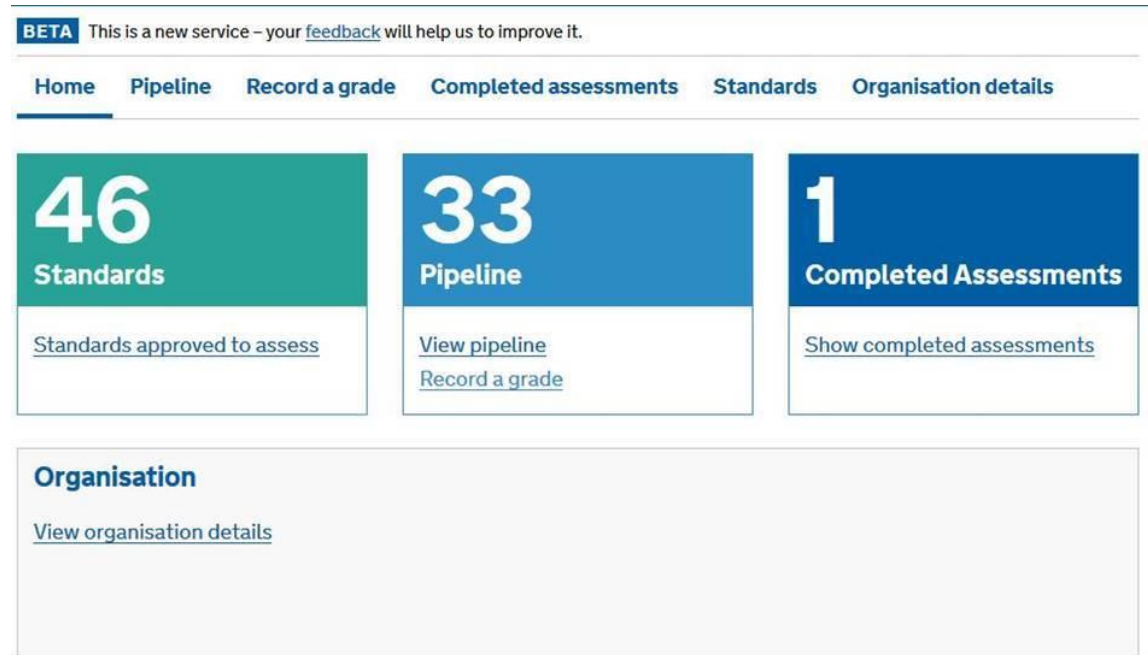 BETA This is a new service – your feedback will help us to improve it.
Home Pipeline Record a grade Completed assessments Standards Organisation details
46
Standards
Standards approved to assess
33
Pipeline
View pipeline
Record a grade
1
Completed Assessments
Show completed assessments
Organisation
View organisation details